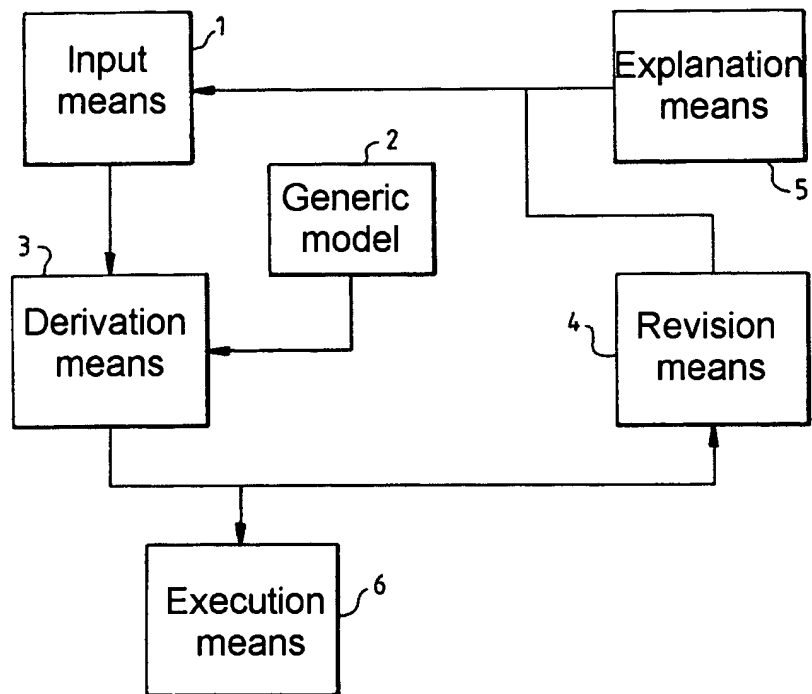 1
Input
means
Explanation
means
5
2
Generic
model
3
Derivation
means
4
Revision
means
6
Execution
means